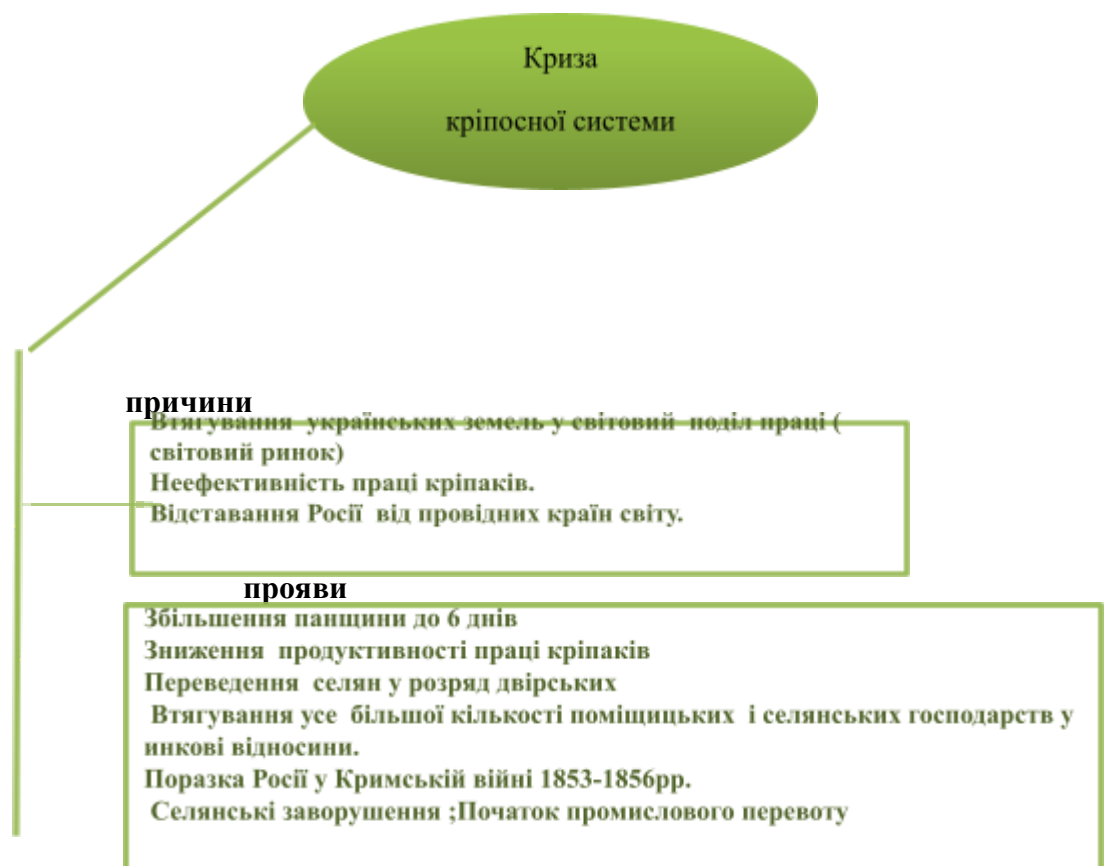 Криза
кріпосної системи
причини
Втягування українських земель у світовий поділ праці (
світовий ринок)
Неефективність праці кріпаків.
Відставання Росії від провідних країн світу.
прояви
Збільшення панщини до 6 днів
Зниження продуктивності праці кріпаків
Переведення селян у розряд двірських
Втягування усе більшої кількості поміщицьких і селянських господарств у
инкові відносини.
Поразка Росії у Кримській війні 1853-1856рр.
Селянські заворушення ;Початок промислового перевоту